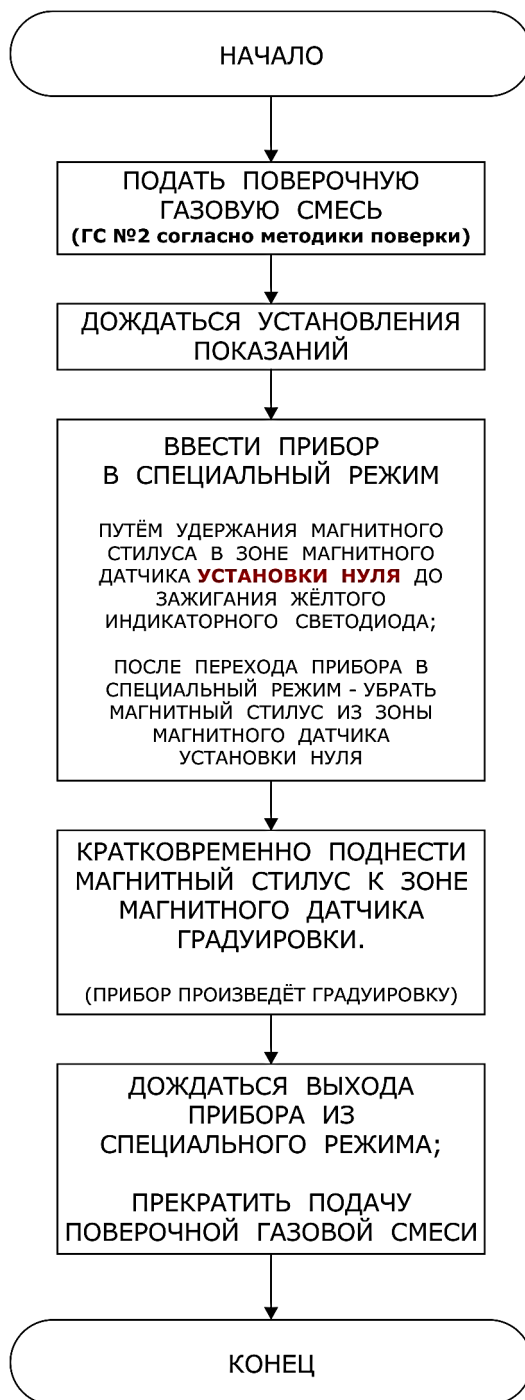 НАЧАЛО
ПОДАТЬ ПОВЕРОЧНУЮ
ГАЗОВУЮ СМЕСЬ
(ГС №2 согласно методики поверки)
ДОЖДАТЬСЯ УСТАНОВЛЕНИЯ
ПОКАЗАНИЙ
ВВЕСТИ ПРИБОР
В СПЕЦИАЛЬНЫЙ РЕЖИМ
ПУТЁМ УДЕРЖАНИЯ МАГНИТНОГО
СТИЛУСА В ЗОНЕ МАГНИТНОГО
ДАТЧИКА УСТАНОВКИ НУЛЯ ДО
ЗАЖИГАНИЯ ЖЁЛТОГО
ИНДИКАТОРНОГО СВЕТОДИОДА;
ПОСЛЕ ПЕРЕХОДА ПРИБОРА В
СПЕЦИАЛЬНЫЙ РЕЖИМ - УБРАТЬ
МАГНИТНЫЙ СТИЛУС ИЗ ЗОНЫ
МАГНИТНОГО ДАТЧИКА
УСТАНОВКИ НУЛЯ
КРАТКОВРЕМЕННО ПОДНЕСТИ
МАГНИТНЫЙ СТИЛУС К ЗОНЕ
МАГНИТНОГО ДАТЧИКА
ГРАДУИРОВКИ.
(ПРИБОР ПРОИЗВЕДЁТ ГРАДУИРОВКУ)
ДОЖДАТЬСЯ ВЫХОДА
ПРИБОРА ИЗ
СПЕЦИАЛЬНОГО РЕЖИМА;
ПРЕКРАТИТЬ ПОДАЧУ
ПОВЕРОЧНОЙ ГАЗОВОЙ СМЕСИ
КОНЕЦ